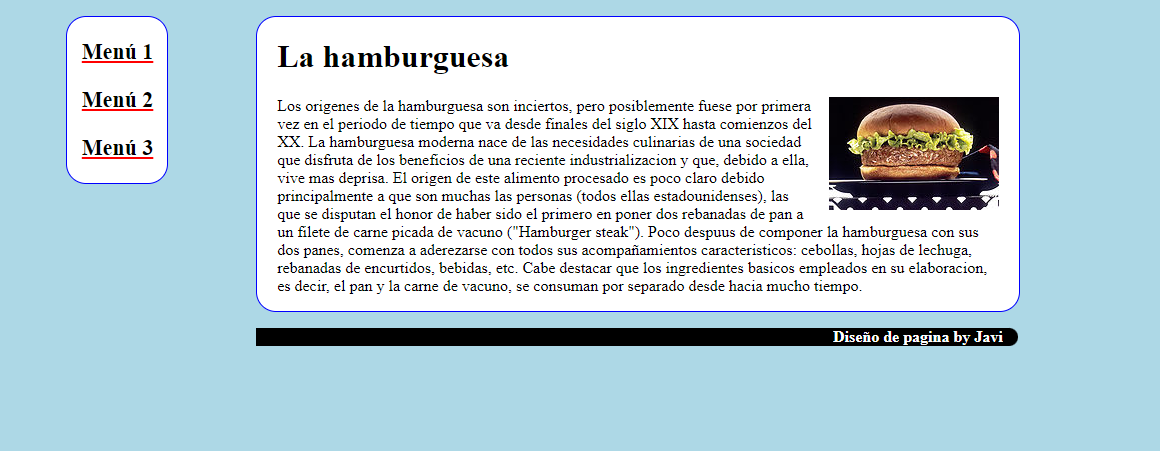 Menú 1
Menú 2
Menú 3
La hamburguesa
Los origenes de la hamburguesa son inciertos, pero posiblemente fuese por primera
vez en el periodo de tiempo que va desde finales del siglo XIX hasta comienzos del
XX. La hamburguesa moderna nace de las necesidades culinarias de una sociedad
que disfruta de los beneficios de una reciente industrializacion y que, debido a ella,
vive mas deprisa. El origen de este alimento procesado es poco claro debido
principalmente a que son muchas las personas (todos ellas estadounidenses), las
que se disputan el honor de haber sido el primero en poner dos rebanadas de pan a
un filete de carne picada de vacuno ("Hamburger steak"). Poco despuus de componer la hamburguesa con sus
dos panes, comenza a aderezarse con todos sus acompañamientos caracteristicos: cebollas, hojas de lechuga,
rebanadas de encurtidos, bebidas, etc. Cabe destacar que los ingredientes basicos empleados en su elaboracion,
es decir, el pan y la carne de vacuno, se consuman por separado desde hacia mucho tiempo.
Diseño de pagina by Javi